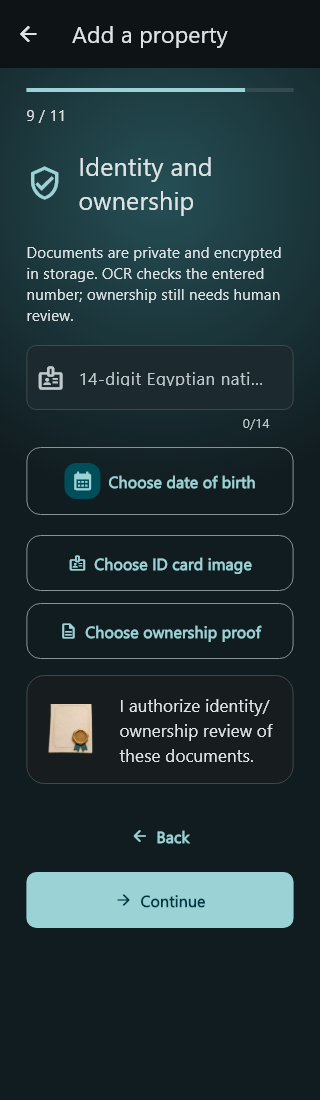 Add a property
9 / 11
Identity and
ownership
Documents are private and encrypted
in storage. OCR checks the entered
number; ownership still needs human
review.
14-digit Egyptian nati...
0/14
Choose date of birth
Choose ID card image
Choose ownership proof
I authorize identity/
ownership review of
these documents.
Back
Continue